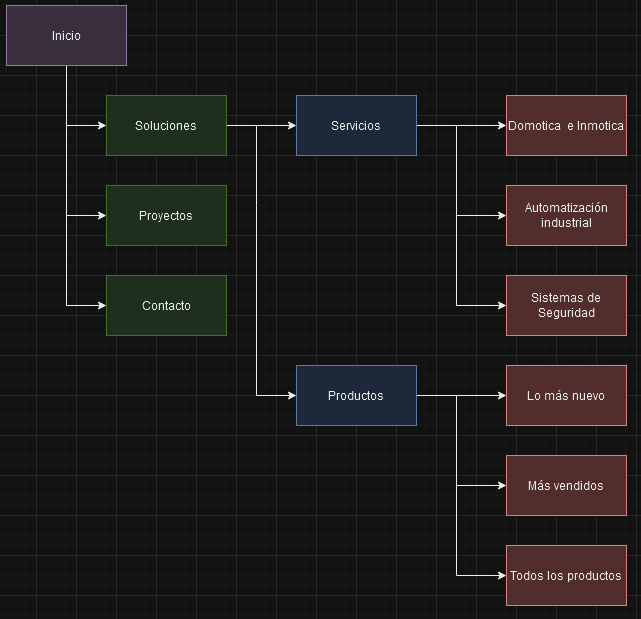 Inicio
Soluciones
Servicios
Domotica e Inmotica
Proyectos
Automatización
industrial
Contacto
Sistemas de
Seguridad
Productos
Lo más nuevo
Más vendidos
Todos los productos